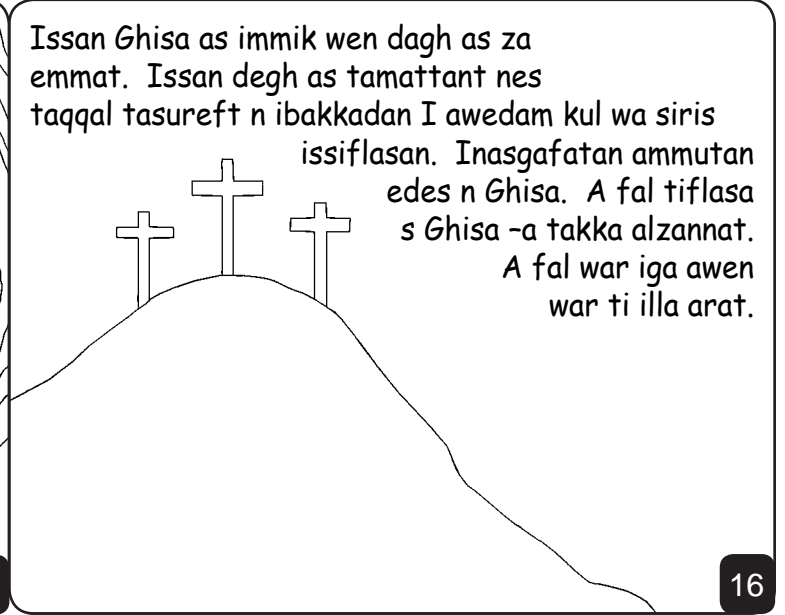 Issan Ghisa as immik wen dagh as za
emmat. Issan degh as tamattant nes
taqqal tasureft n ibakkadan I awedam kul wa siris
issiflasan. Inasgafatan ammutan
edes n Ghisa. A fal tiflasa
s Ghisa –a takka alzannat.
A fal war iga awen
war ti illa arat.
16